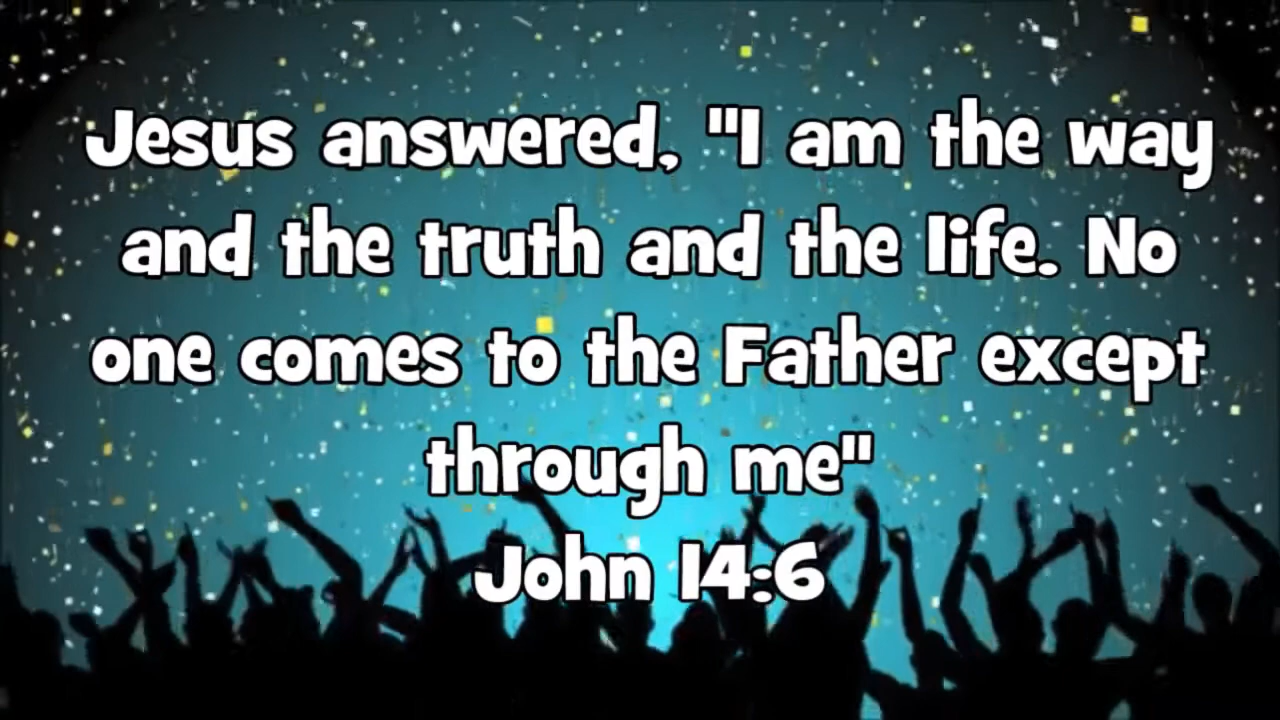 Jesus answered, "I am the way
and the truth and the life. No
one comes to the Father except
through me"
John 14:6